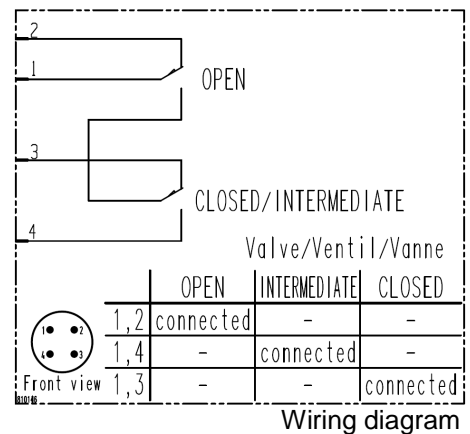 2
1
OPEN
3
CLOSED/INTERMEDIATE
4
Valve/Ventil/Vanne
OPEN INTERMEDIATE CLOSED
1,2 connected - -
1 2
1,4 - connected -
4 3
Front view 1,3 - - connected
810146
Wiring diagram